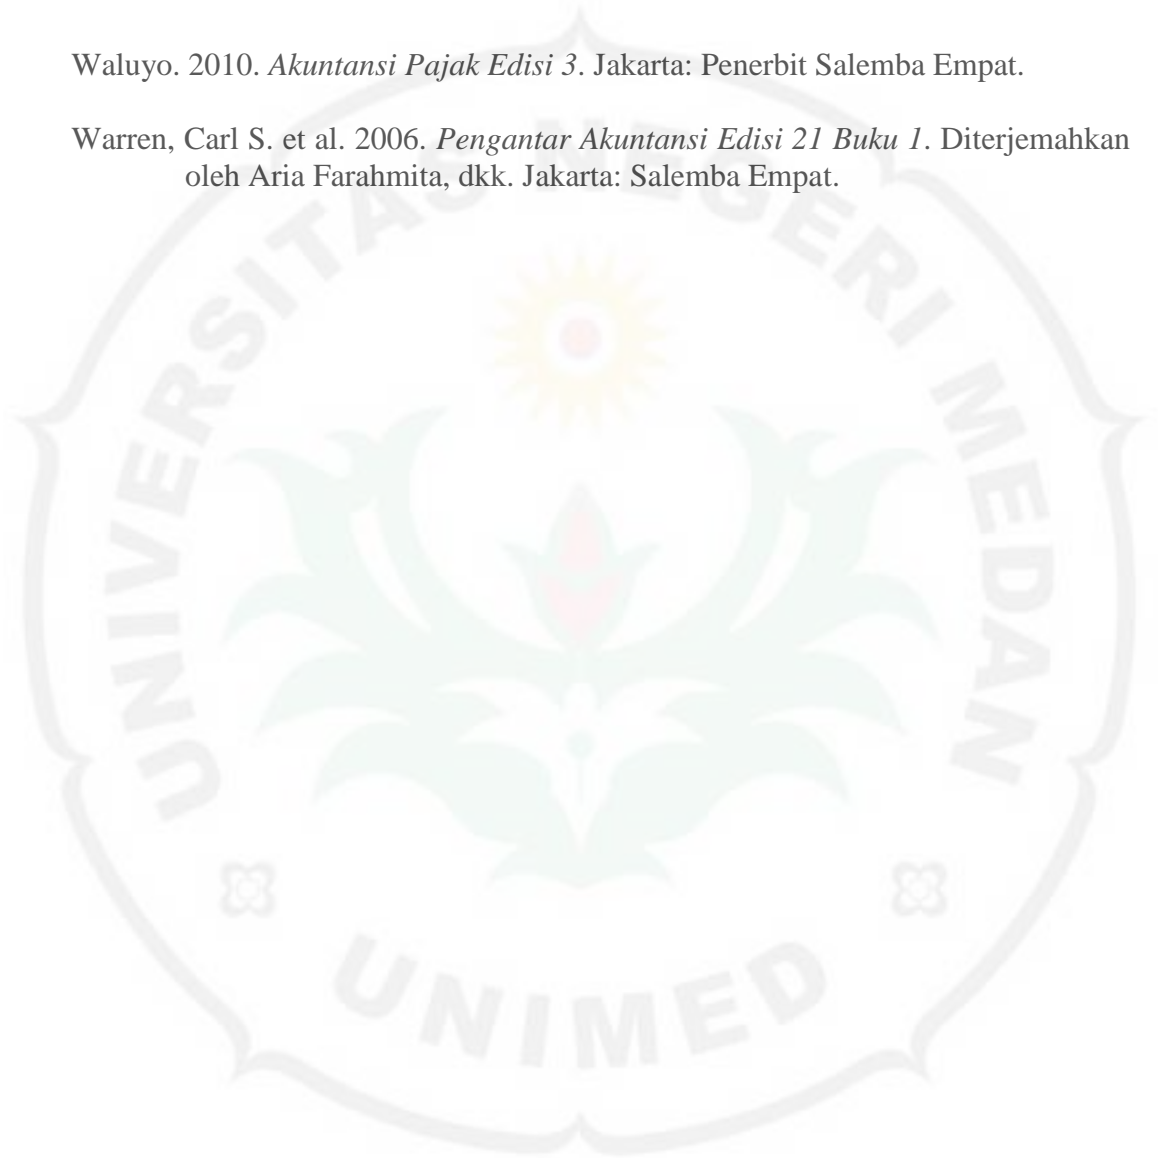 Waluyo. 2010. Akuntansi Pajak Edisi 3. Jakarta: Penerbit Salemba Empat.
Warren, Carl S. et al. 2006. Pengantar Akuntansi Edisi 21 Buku 1. Diterjemahkan
oleh Aria Farahmita, dkk. Jakarta: Salemba Empat.
UNIVERSITAS NEGERI MEDAN
UNIMED